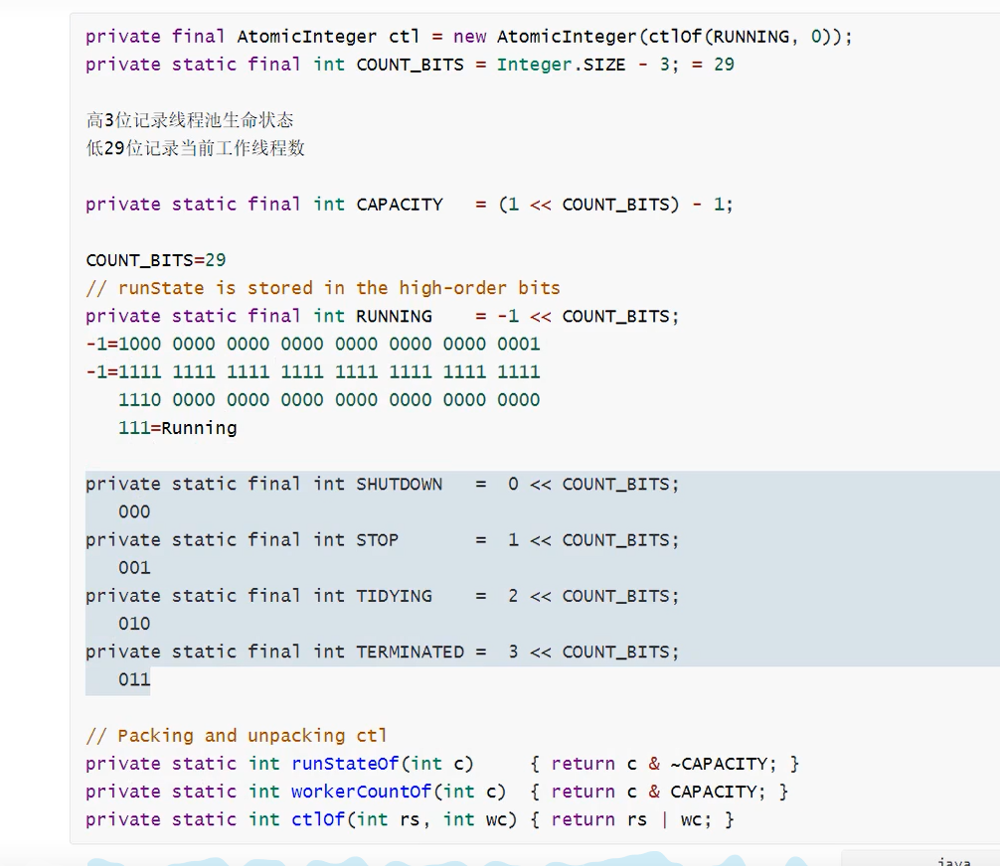 private final AtomicInteger ctl = new AtomicInteger(ctlOf(RUNNING, 0));
private static final int COUNT_BITS = Integer.SIZE - 3; = 29
高3位记录线程池生命状态
低29位记录当前工作线程数
private static final int CAPACITY   = (1 << COUNT_BITS) - 1;
COUNT_BITS=29
// runState is stored in the high-order bits
private static final int RUNNING    = -1 << COUNT_BITS;
-1=1000 0000 0000 0000 0000 0000 0000 0001
-1=1111 1111 1111 1111 1111 1111 1111 1111
   1110 0000 0000 0000 0000 0000 0000 0000
   111=Running
private static final int SHUTDOWN   =  0 << COUNT_BITS;
   000
private static final int STOP       =  1 << COUNT_BITS;
   001
private static final int TIDYING    =  2 << COUNT_BITS;
   010
private static final int TERMINATED =  3 << COUNT_BITS;
   011
// Packing and unpacking ctl
private static int runStateOf(int c)     { return c & ~CAPACITY; }
private static int workerCountOf(int c)  { return c & CAPACITY; }
private static int ctlOf(int rs, int wc) { return rs | wc; }
java